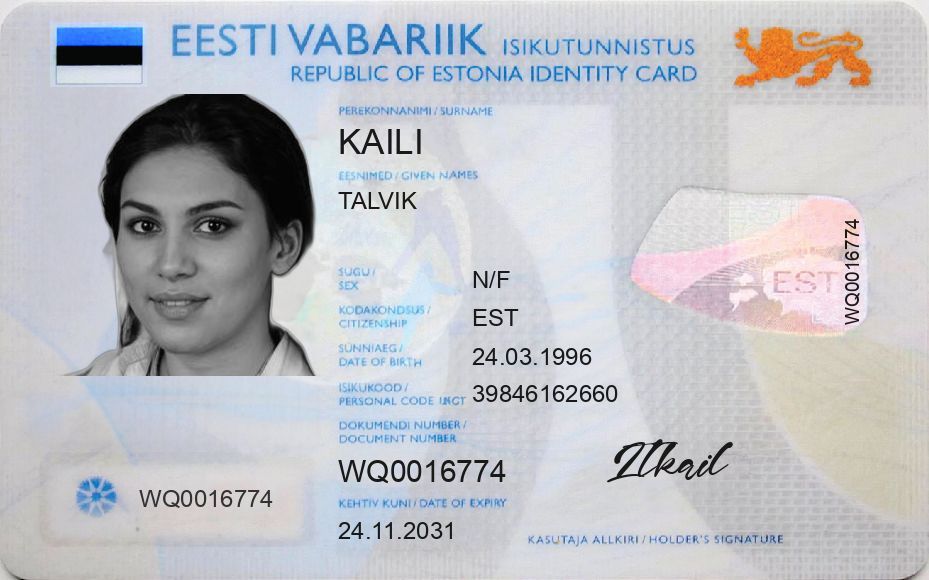 EESTI VABARIIK ISIKUTUNNISTUS
REPUBLIC OF ESTONIA IDENTITY CARD
PEREKONNANIMI / SURNAME
KAILI
EESNIMED / GIVEN NAMES
TALVIK
SUGU /
SEX
N/F
KODAKONDSUS /
CITIZENSHIP
EST
SÜNNIAEG /
DATE OF BIRTH
24.03.1996
ISIKUKOOD /
PERSONAL CODE
39846162660
DOKUMENDI NUMBER /
DOCUMENT NUMBER
WQ0016774
KEHTIV KUNI / DATE OF EXPIRY
24.11.2031
WQ0016774
EST
WQ0016774
KASUTAJA ALLKIRI / HOLDER'S SIGNATURE